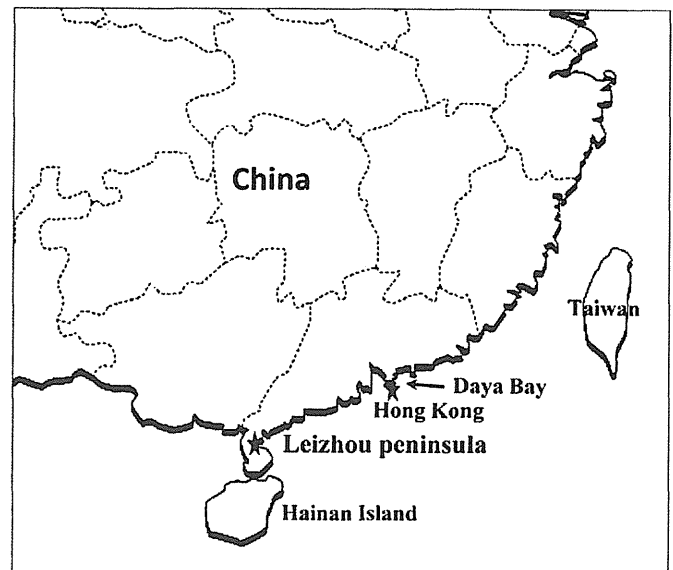 China
Taiwan
Daya Bay
Hong Kong
Leizhou peninsula
Hainan Island